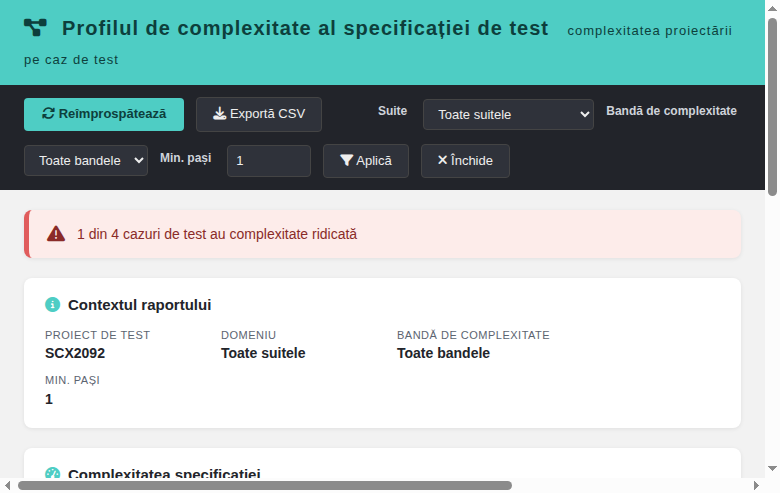 Profilul de complexitate al specificației de test complexitatea proiectării
pe caz de test
Reîmprospătează Exportă CSV Suite Toate suitele Bandă de complexitate
Toate bandele Min. pași 1 Aplică Închide
1 din 4 cazuri de test au complexitate ridicată
Contextul raportului
PROIECT DE TEST DOMENIU BANDĂ DE COMPLEXITATE
SCX2092 Toate suitele Toate bandele
MIN. PAȘI
1
Complexitatea specificației